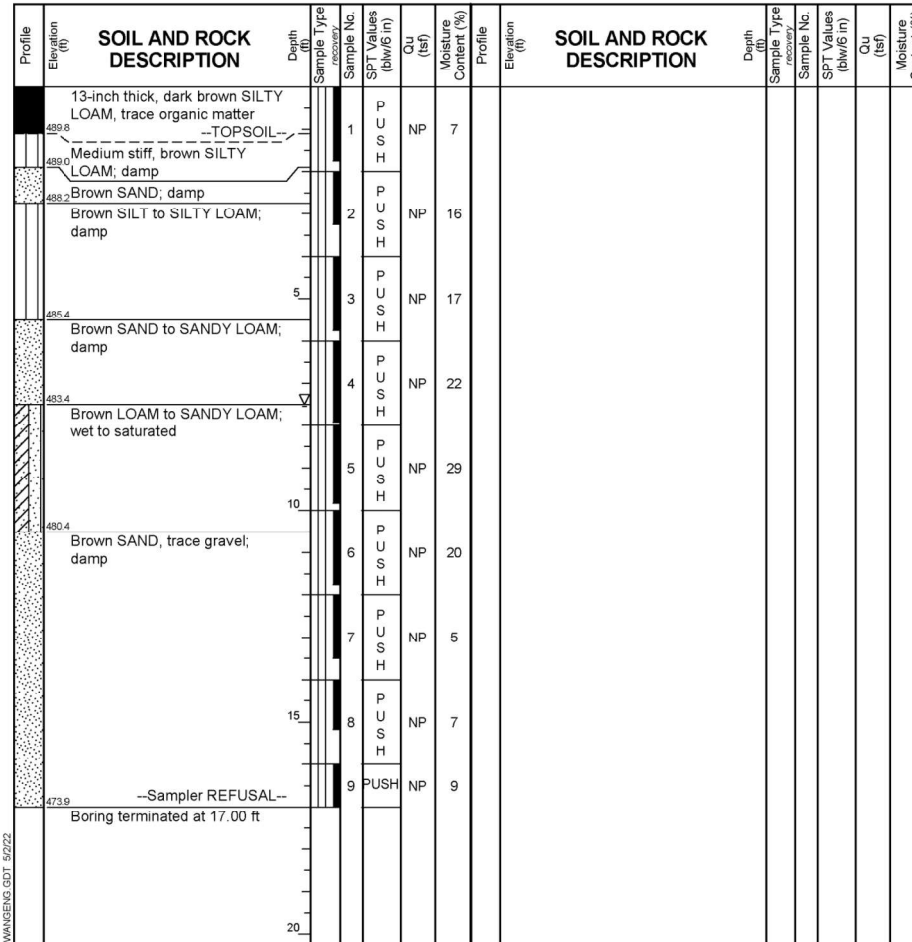 Profile
Elevation (ft)
SOIL AND ROCK
DESCRIPTION
Depth (ft)
Sample Type
recovery
Sample No.
SPT Values (blw/6 in)
Qu (tsf)
Moisture Content (%)
Profile
Elevation (ft)
SOIL AND ROCK
DESCRIPTION
Depth (ft)
Sample Type
recovery
Sample No.
SPT Values (blw/6 in)
Qu (tsf)
Moisture
13-inch thick, dark brown SILTY
LOAM, trace organic matter
489.8 --TOPSOIL--
1 PUSH NP 7
Medium stiff, brown SILTY
489.0 LOAM; damp
488.2 Brown SAND; damp
Brown SILT to SILTY LOAM;
damp
2 PUSH NP 16
5
3 PUSH NP 17
485.4
Brown SAND to SANDY LOAM;
damp
4 PUSH NP 22
483.4
Brown LOAM to SANDY LOAM;
wet to saturated
5 PUSH NP 29
10
480.4
Brown SAND, trace gravel;
damp
6 PUSH NP 20
7 PUSH NP 5
15
8 PUSH NP 7
9 PUSH NP 9
473.9 --Sampler REFUSAL--
Boring terminated at 17.00 ft
20
WANGENG.GDT 5/2/22